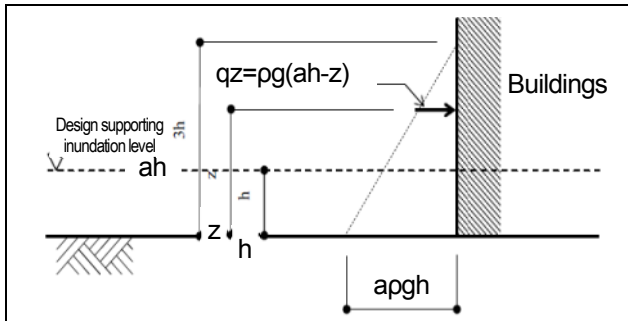 qz=ρg(ah-z)
Buildings
Design supporting
inundation level
3h
ah
z
h
z
h
aρgh